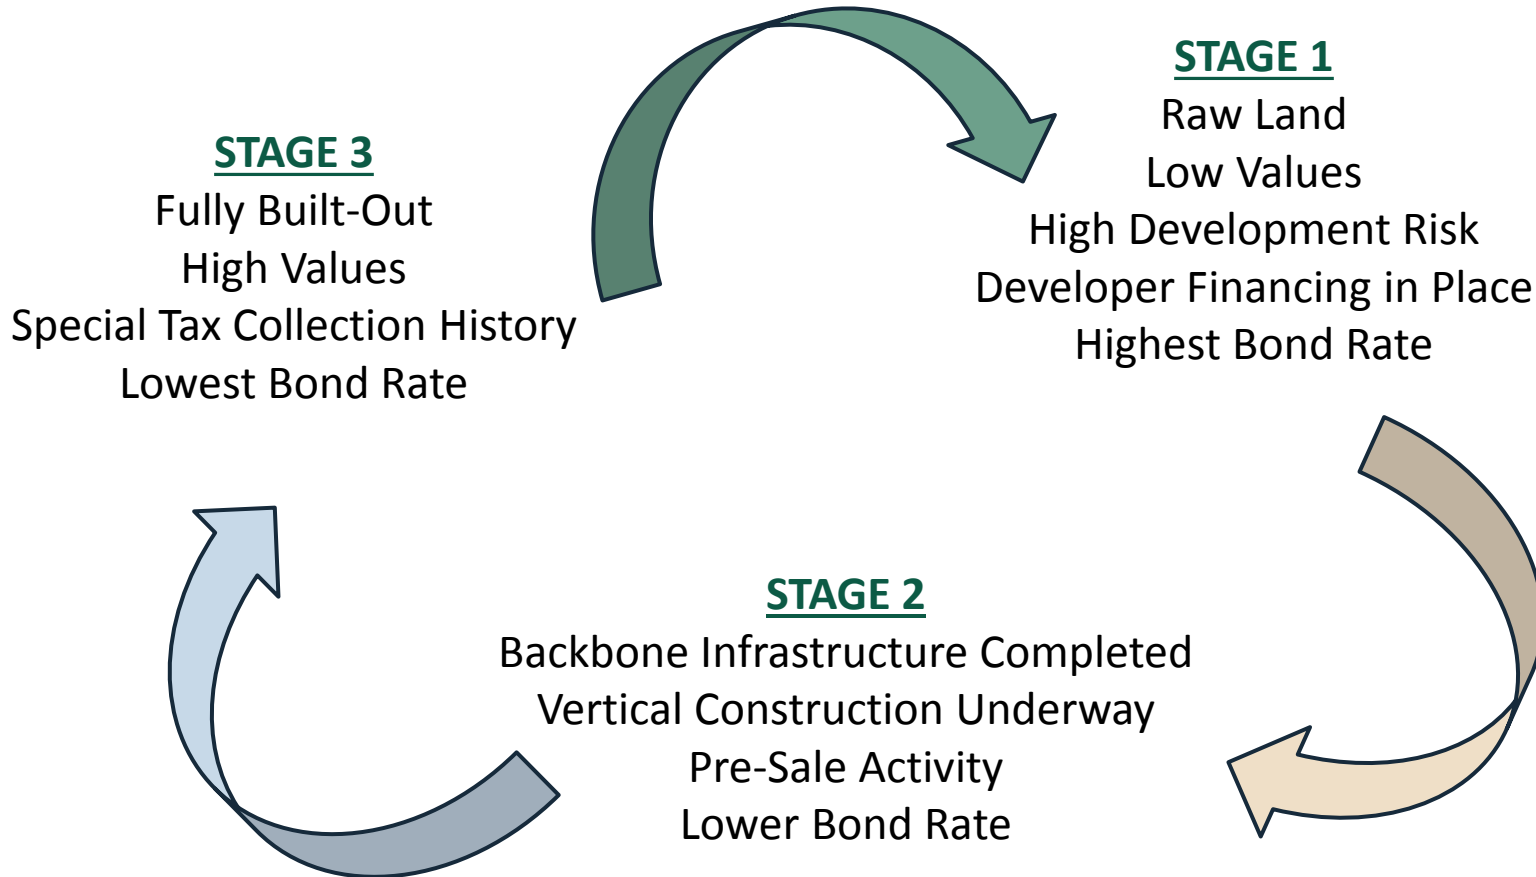 STAGE 1
Raw Land
Low Values
High Development Risk
Developer Financing in Place
Highest Bond Rate
STAGE 2
Backbone Infrastructure Completed
Vertical Construction Underway
Pre-Sale Activity
Lower Bond Rate
STAGE 3
Fully Built-Out
High Values
Special Tax Collection History
Lowest Bond Rate